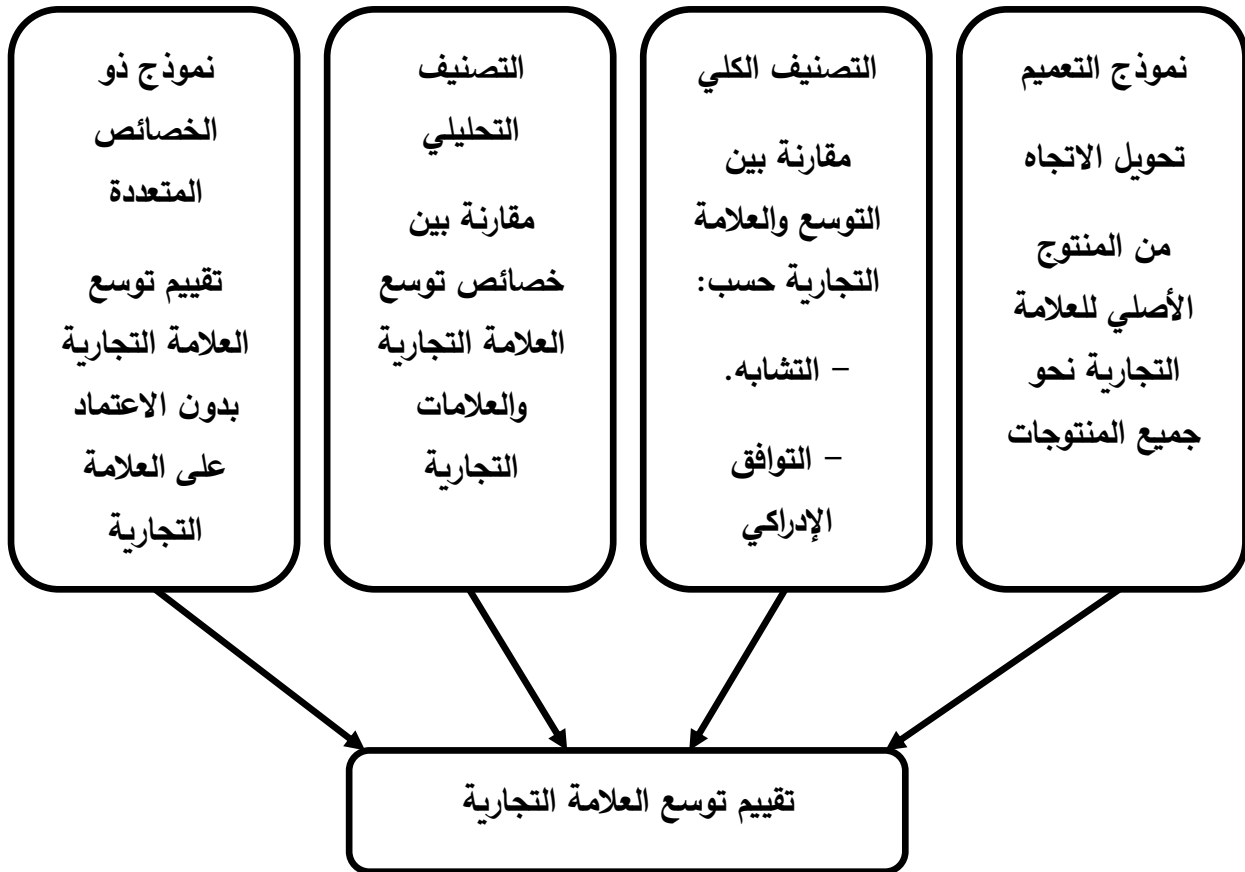 نموذج التعميم
تحويل الاتجاه
من المنتوج
الأصلي للعلامة
التجارية نحو
جميع المنتوجات
التصنيف الكلي
مقارنة بين
التوسع والعلامة
التجارية حسب:
– التشابه.
– التوافق
الإدراكي
التصنيف
التحليلي
مقارنة بين
خصائص توسع
العلامة التجارية
والعلامات
التجارية
نموذج ذو
الخصائص
المتعددة
تقييم توسع
العلامة التجارية
بدون الاعتماد
على العلامة
التجارية
تقييم توسع العلامة التجارية